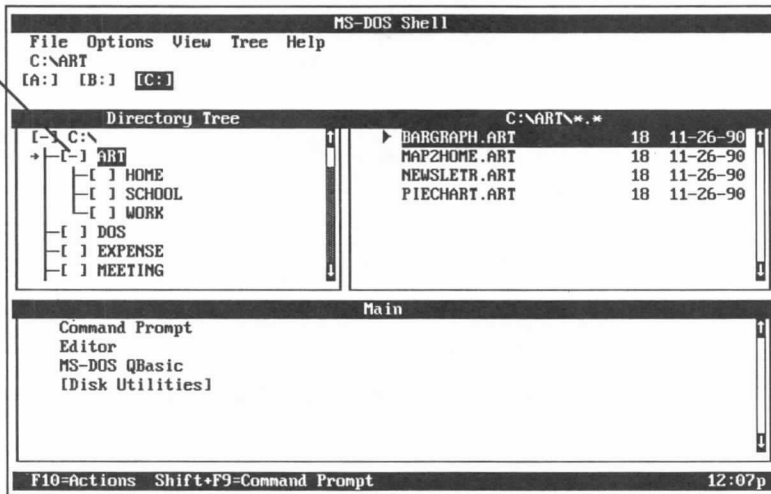 MS-DOS Shell
File Options View Tree Help
C:\ART
[A:] [B:] [C:]
Directory Tree
[-] C:\
[-] ART
[ ] HOME
[ ] SCHOOL
[ ] WORK
[ ] DOS
[ ] EXPENSE
[ ] MEETING
C:\ART\*.*
BARGRAPH.ART 18 11-26-90
MAP2HOME.ART 18 11-26-90
NEWSLETR.ART 18 11-26-90
PIECHART.ART 18 11-26-90
Main
Command Prompt
Editor
MS-DOS QBasic
[Disk Utilities]
F10=Actions Shift+F9=Command Prompt 12:07p